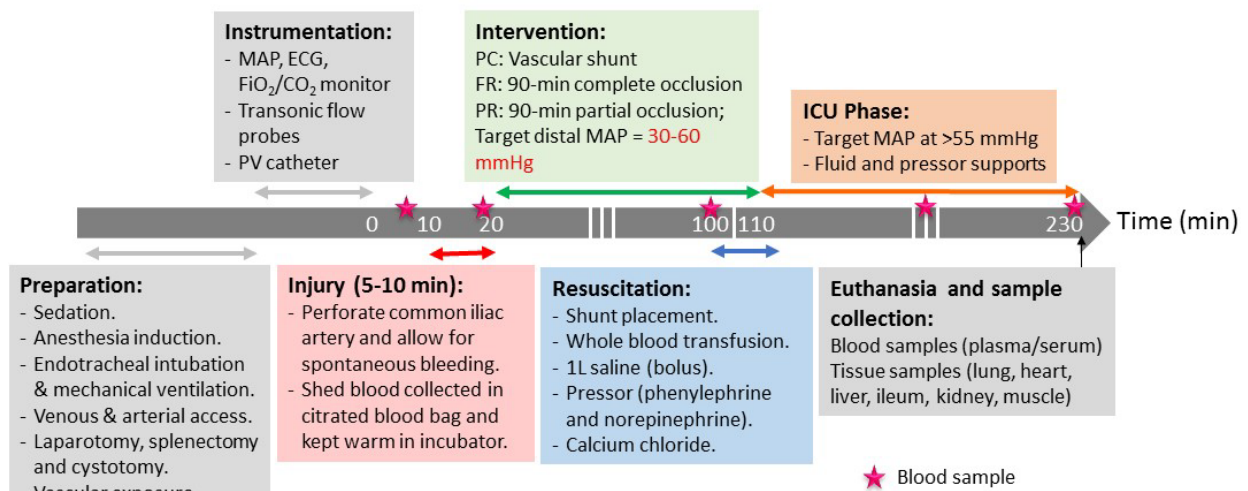 Instrumentation:
- MAP, ECG,
FiO2/CO2 monitor
- Transonic flow
probes
- PV catheter
Intervention:
PC: Vascular shunt
FR: 90-min complete occlusion
PR: 90-min partial occlusion;
Target distal MAP = 30-60
mmHg
ICU Phase:
- Target MAP at >55 mmHg
- Fluid and pressor supports
0 10 20 100 110 230 Time (min)
Preparation:
- Sedation.
- Anesthesia induction.
- Endotracheal intubation
& mechanical ventilation.
- Venous & arterial access.
- Laparotomy, splenectomy
and cystotomy.
- Vascular exposure
Injury (5-10 min):
- Perforate common iliac
artery and allow for
spontaneous bleeding.
- Shed blood collected in
citrated blood bag and
kept warm in incubator.
Resuscitation:
- Shunt placement.
- Whole blood transfusion.
- 1L saline (bolus).
- Pressor (phenylephrine
and norepinephrine).
- Calcium chloride.
Euthanasia and sample
collection:
Blood samples (plasma/serum)
Tissue samples (lung, heart,
liver, ileum, kidney, muscle)
Blood sample